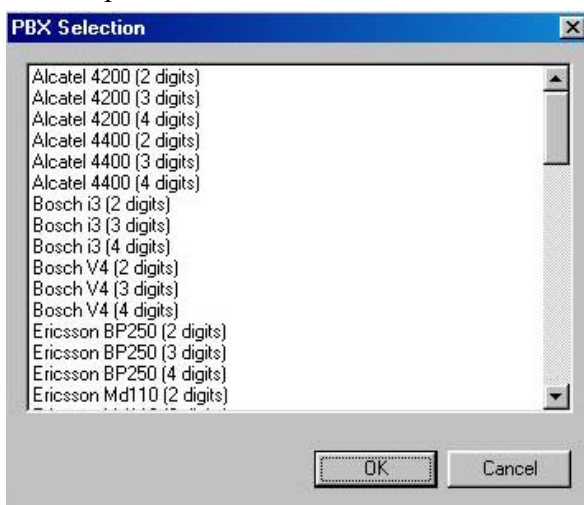 PBX Selection
Alcatel 4200 (2 digits)
Alcatel 4200 (3 digits)
Alcatel 4200 (4 digits)
Alcatel 4400 (2 digits)
Alcatel 4400 (3 digits)
Alcatel 4400 (4 digits)
Bosch i3 (2 digits)
Bosch i3 (3 digits)
Bosch i3 (4 digits)
Bosch V4 (2 digits)
Bosch V4 (3 digits)
Bosch V4 (4 digits)
Ericsson BP250 (2 digits)
Ericsson BP250 (3 digits)
Ericsson BP250 (4 digits)
Ericsson Md110 (2 digits)
OK Cancel